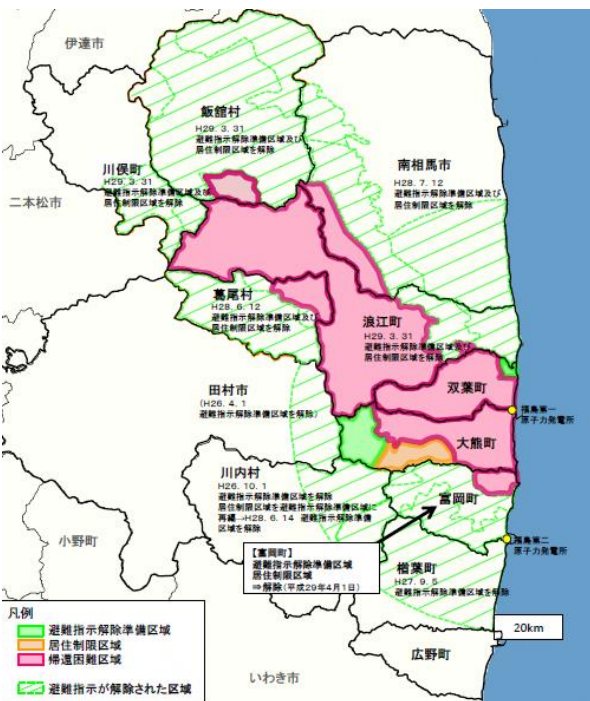 伊達市
飯舘村
H29. 3. 31
避難指示解除準備区域及び
居住制限区域を解除
川俣町
H29. 3. 31
避難指示解除準備区域及び
居住制限区域を解除
南相馬市
H28. 7. 12
避難指示解除準備区域及び
居住制限区域を解除
二本松市
葛尾村
H28. 6. 12
避難指示解除準備区域及び
居住制限区域を解除
浪江町
H29. 3. 31
避難指示解除準備区域及び
居住制限区域を解除
双葉町
福島第一
原子力発電所
田村市
(H26. 4. 1
避難指示解除準備区域を解除)
大熊町
川内村
H26. 10. 1
避難指示解除準備区域を解除
居住制限区域を避難指示解除準備区域に
再編→H28. 6. 14 避難指示解除準備
区域を解除
富岡町
小野町
福島第二
原子力発電所
【富岡町】
避難指示解除準備区域
居住制限区域
⇒解除(平成29年4月1日)
楢葉町
H27. 9. 5
避難指示解除準備区域を解除
凡例
避難指示解除準備区域
居住制限区域
帰還困難区域
避難指示が解除された区域
20km
広野町
いわき市